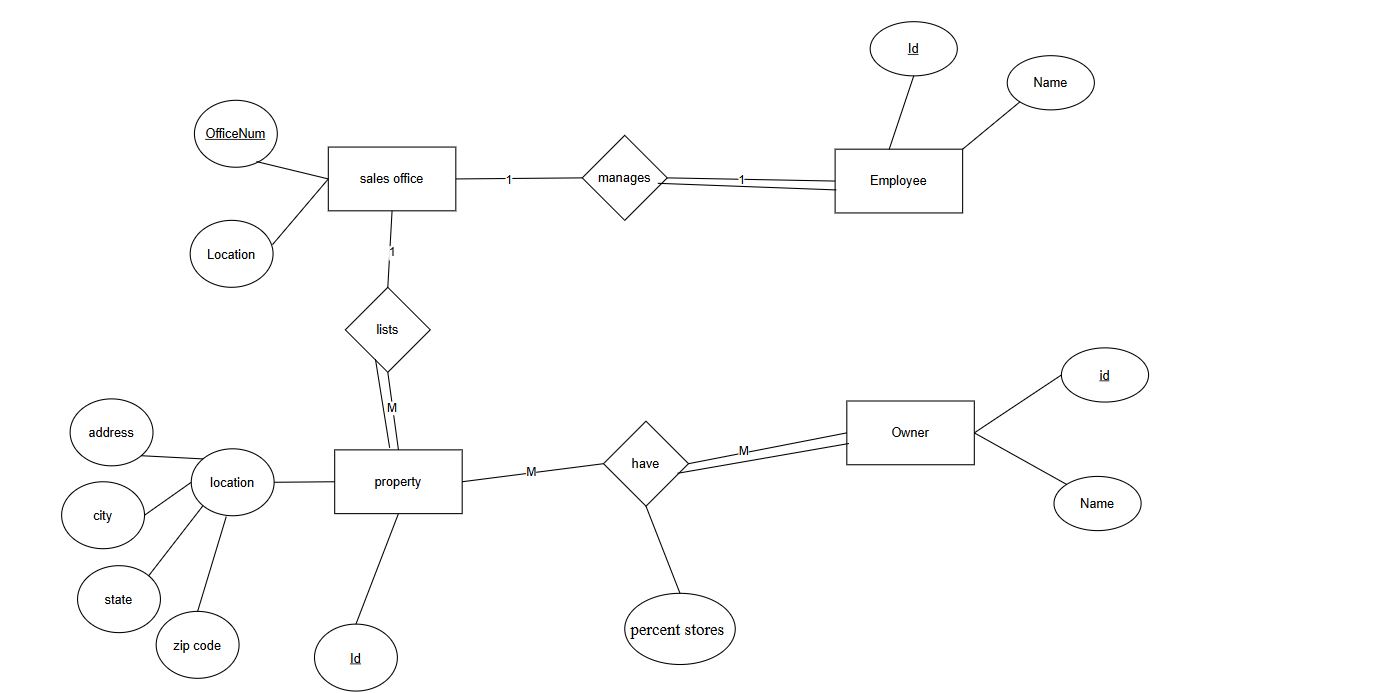 Id
Name
OfficeNum
sales office
1
manages
1
Employee
Location
1
lists
id
M
address
Owner
M
have
location
property
M
city
Name
state
percent stores
zip code
Id